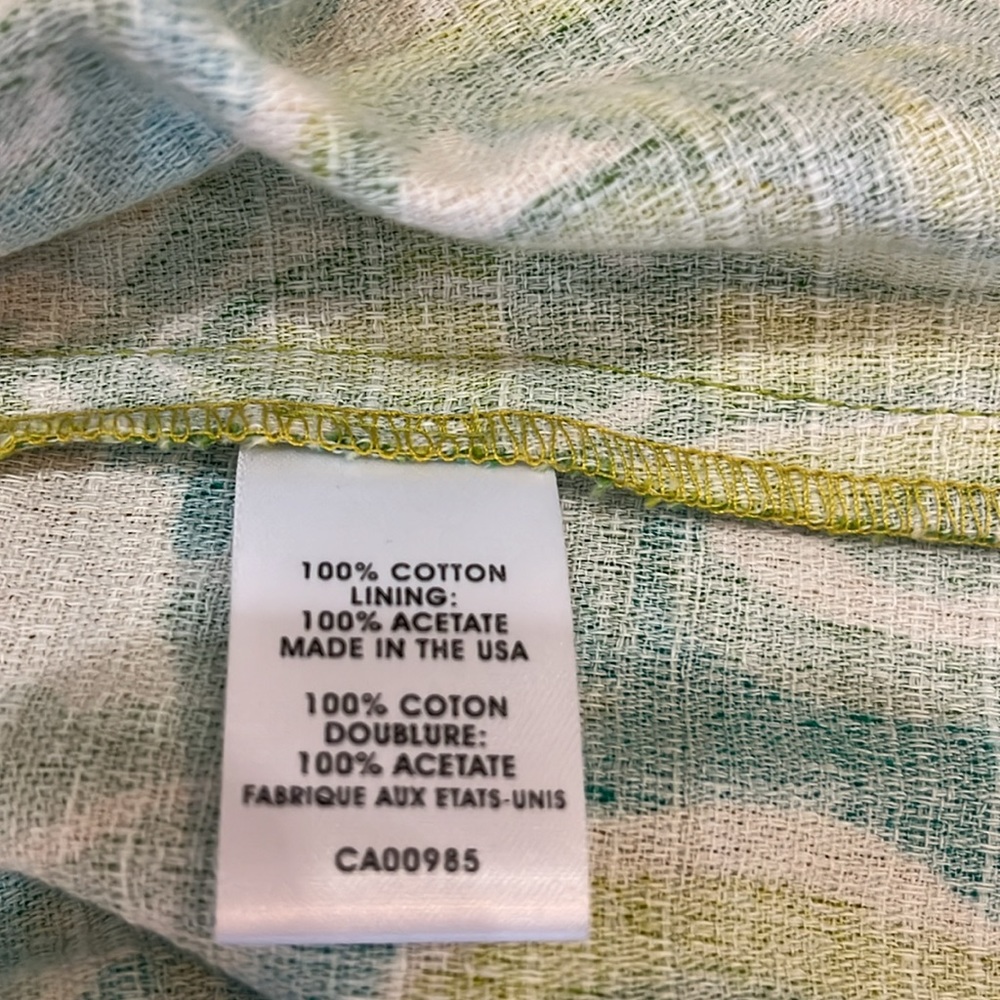 100% COTTON
LINING:
100% ACETATE
MADE IN THE USA
100% COTON
DOUBLURE:
100% ACETATE
FABRIQUE AUX ETATS-UNIS
CA00985